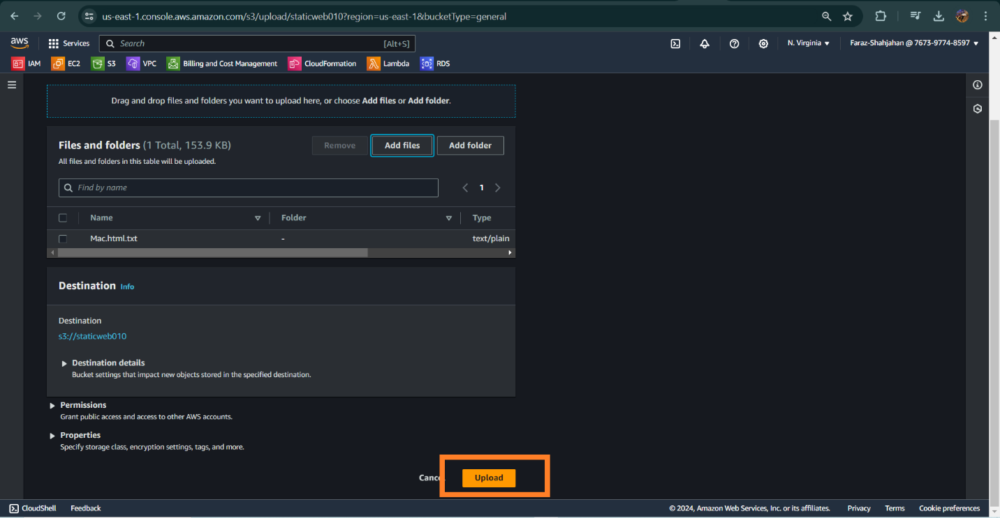 us-east-1.console.aws.amazon.com/s3/upload/staticweb010?region=us-east-1&bucketType=general
aws Services Search [Alt+S] N. Virginia Faraz-Shahjahan @ 7673-9774-8597
IAM EC2 S3 VPC Billing and Cost Management CloudFormation Lambda RDS
Drag and drop files and folders you want to upload here, or choose Add files or Add folder.
Files and folders (1 Total, 153.9 KB) Remove Add files Add folder
All files and folders in this table will be uploaded.
Find by name 1
Name Folder Type
Mac.html.txt - text/plain
Destination Info
Destination
s3://staticweb010
Destination details
Bucket settings that impact new objects stored in the specified destination.
Permissions
Grant public access and access to other AWS accounts.
Properties
Specify storage class, encryption settings, tags, and more.
Cance Upload
CloudShell Feedback © 2024, Amazon Web Services, Inc. or its affiliates. Privacy Terms Cookie preferences